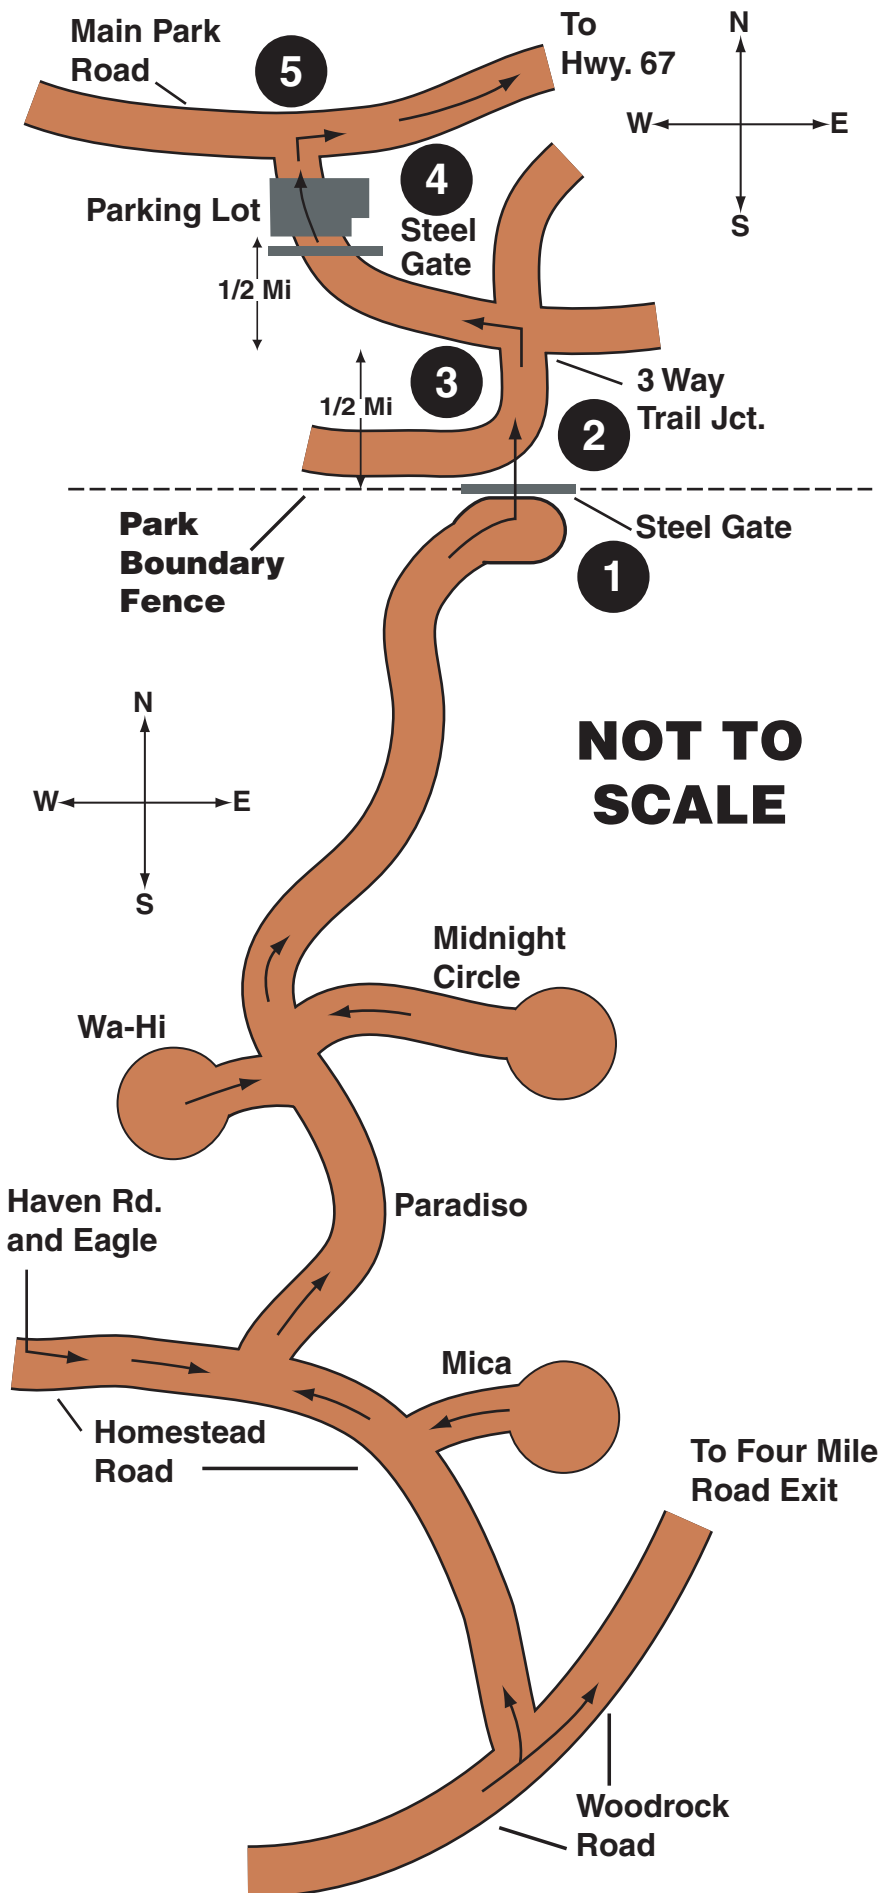 Main Park
Road
5
To
Hwy. 67
N
W
E
S
4
Parking Lot
Steel
Gate
1/2 Mi
3
1/2 Mi
3 Way
Trail Jct.
2
Park
Boundary
Fence
Steel Gate
1
N
W
E
S
NOT TO
SCALE
Midnight
Circle
Wa-Hi
Haven Rd.
and Eagle
Paradiso
Mica
Homestead
Road
To Four Mile
Road Exit
Woodrock
Road